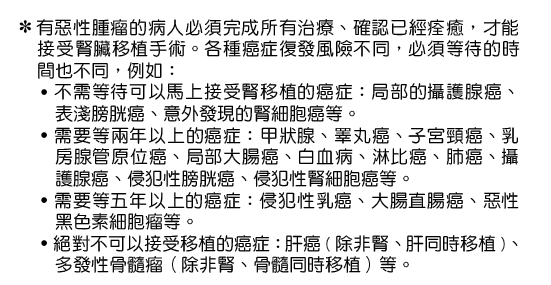 ＊有惡性腫瘤的病人必須完成所有治療、確認已經痊癒，才能
接受腎臟移植手術。各種癌症復發風險不同，必須等待的時
間也不同，例如：
•不需等待可以馬上接受腎移植的癌症：局部的攝護腺癌、
表淺膀胱癌、意外發現的腎細胞癌等。
•需要等兩年以上的癌症：甲狀腺、睪丸癌、子宮頸癌、乳
房腺管原位癌、局部大腸癌、白血病、淋比癌、肺癌、攝
護腺癌、侵犯性膀胱癌、侵犯性腎細胞癌等。
•需要等五年以上的癌症：侵犯性乳癌、大腸直腸癌、惡性
黑色素細胞瘤等。
•絕對不可以接受移植的癌症：肝癌（除非腎、肝同時移植）、
多發性骨髓瘤（除非腎、骨髓同時移植）等。